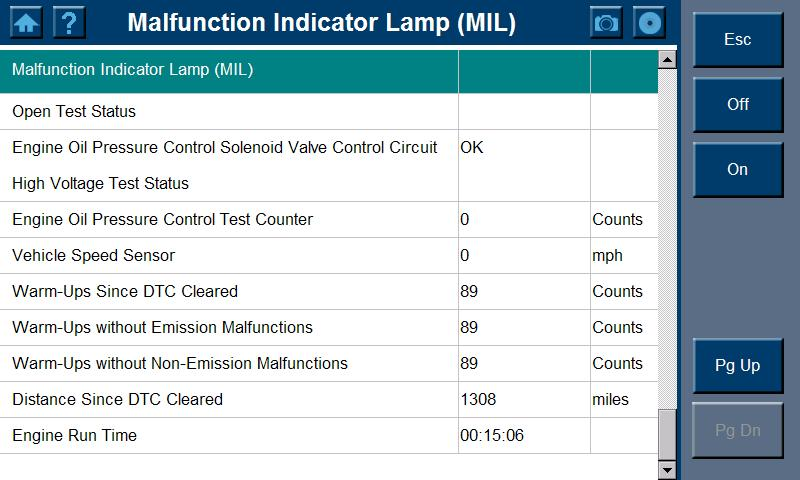 Malfunction Indicator Lamp (MIL)
Esc
Off
On
Pg Up
Pg Dn
Malfunction Indicator Lamp (MIL)
Open Test Status
Engine Oil Pressure Control Solenoid Valve Control Circuit OK
High Voltage Test Status
Engine Oil Pressure Control Test Counter 0 Counts
Vehicle Speed Sensor 0 mph
Warm-Ups Since DTC Cleared 89 Counts
Warm-Ups without Emission Malfunctions 89 Counts
Warm-Ups without Non-Emission Malfunctions 89 Counts
Distance Since DTC Cleared 1308 miles
Engine Run Time 00:15:06